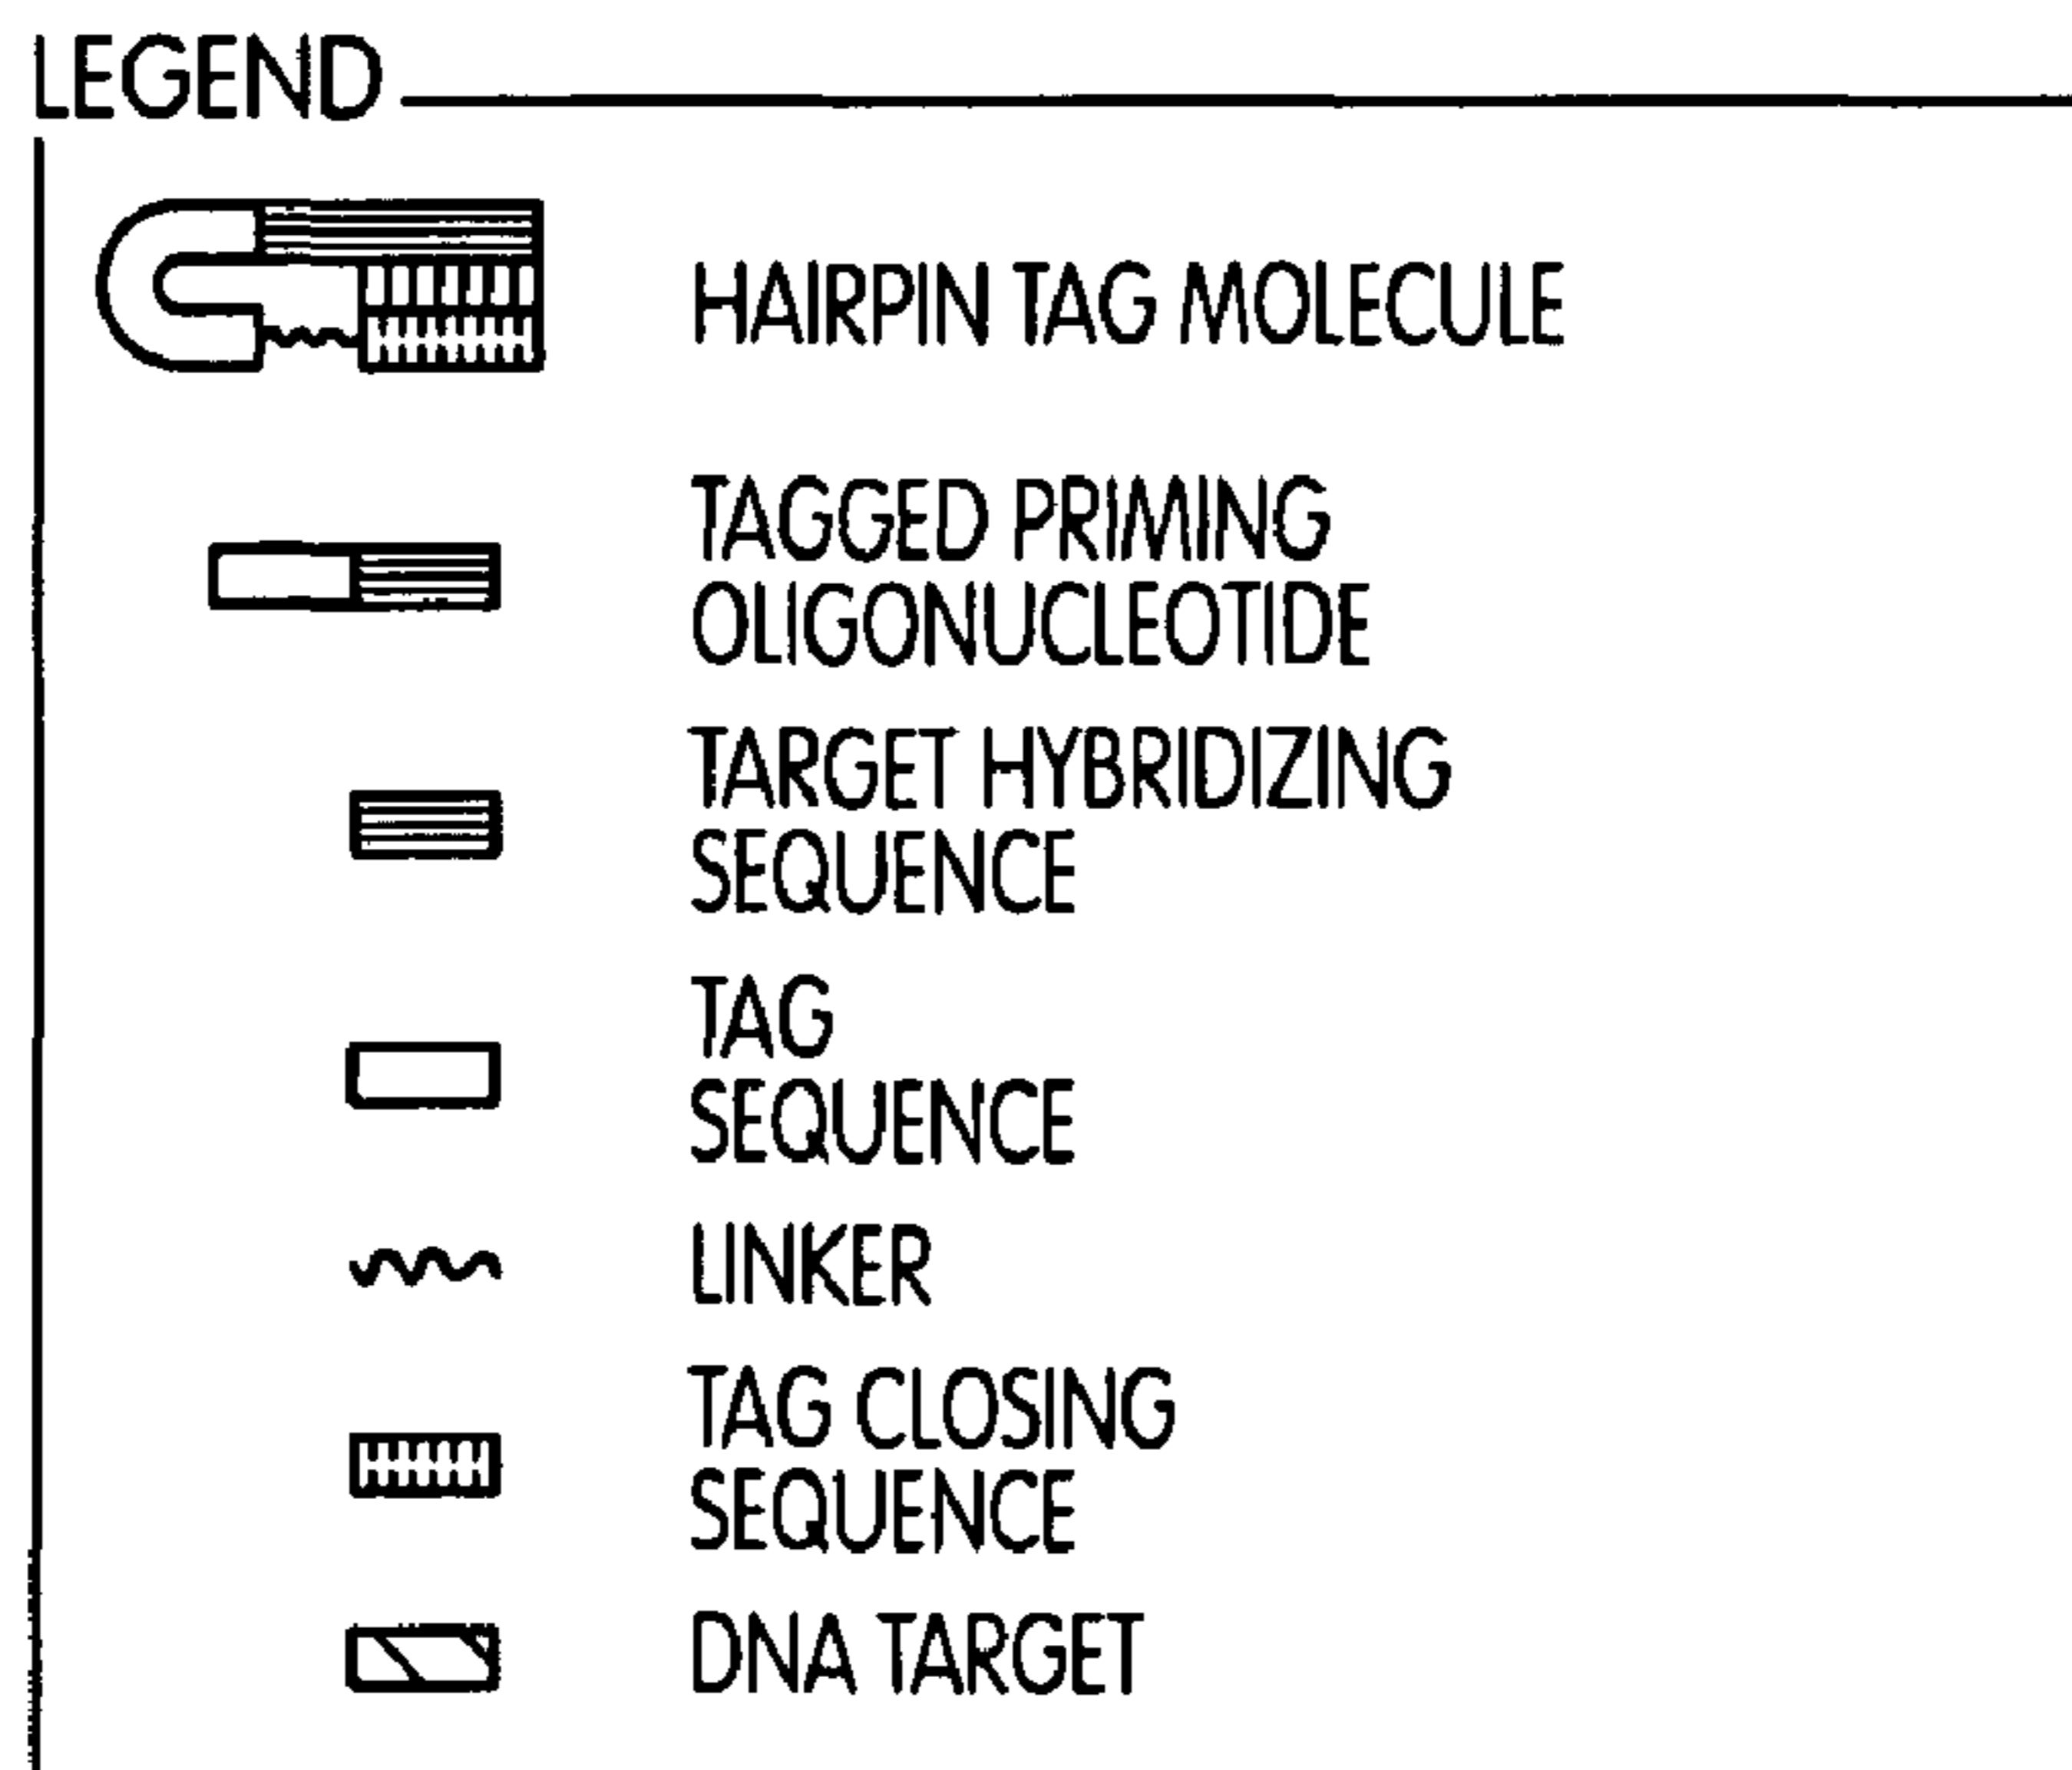 LEGEND
HAIRPIN TAG MOLECULE
TAGGED PRIMING
OLIGONUCLEOTIDE
TARGET HYBRIDIZING
SEQUENCE
TAG
SEQUENCE
LINKER
TAG CLOSING
SEQUENCE
DNA TARGET